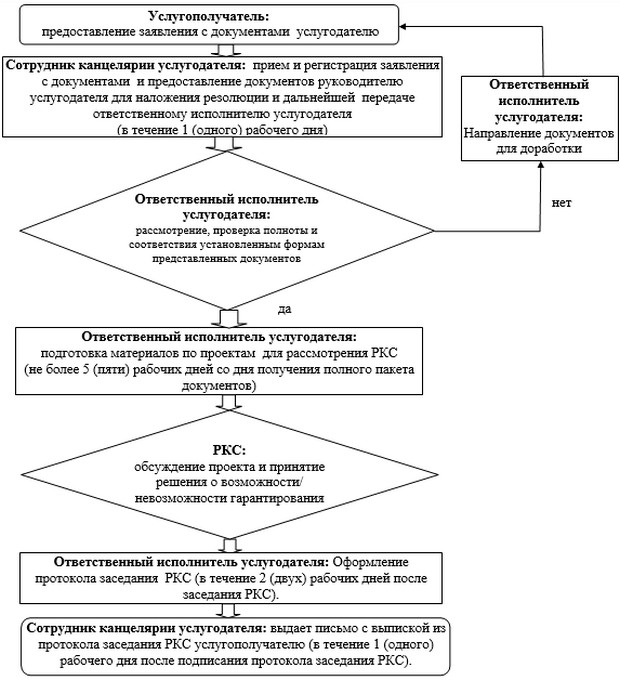 Услугополучатель:
предоставление заявления с документами услугодателю
Сотрудник канцелярии услугодателя: прием и регистрация заявления
с документами и предоставление документов руководителю
услугодателя для наложения резолюции и дальнейшей передаче
ответственному исполнителю услугодателя
(в течение 1 (одного) рабочего дня)
Ответственный
исполнитель
услугодателя:
Направление документов
для доработки
нет
Ответственный исполнитель
услугодателя:
рассмотрение, проверка полноты и
соответствия установленным формам
представленных документов
да
Ответственный исполнитель услугодателя:
подготовка материалов по проектам для рассмотрения РКС
(не более 5 (пяти) рабочих дней со дня получения полного пакета
документов)
РКС:
обсуждение проекта и принятие
решения о возможности/
невозможности гарантирования
Ответственный исполнитель услугодателя: Оформление
протокола заседания РКС (в течение 2 (двух) рабочих дней после
заседания РКС).
Сотрудник канцелярии услугодателя: выдает письмо с выпиской из
протокола заседания РКС услугополучателю (в течение 1 (одного)
рабочего дня после подписания протокола заседания РКС).